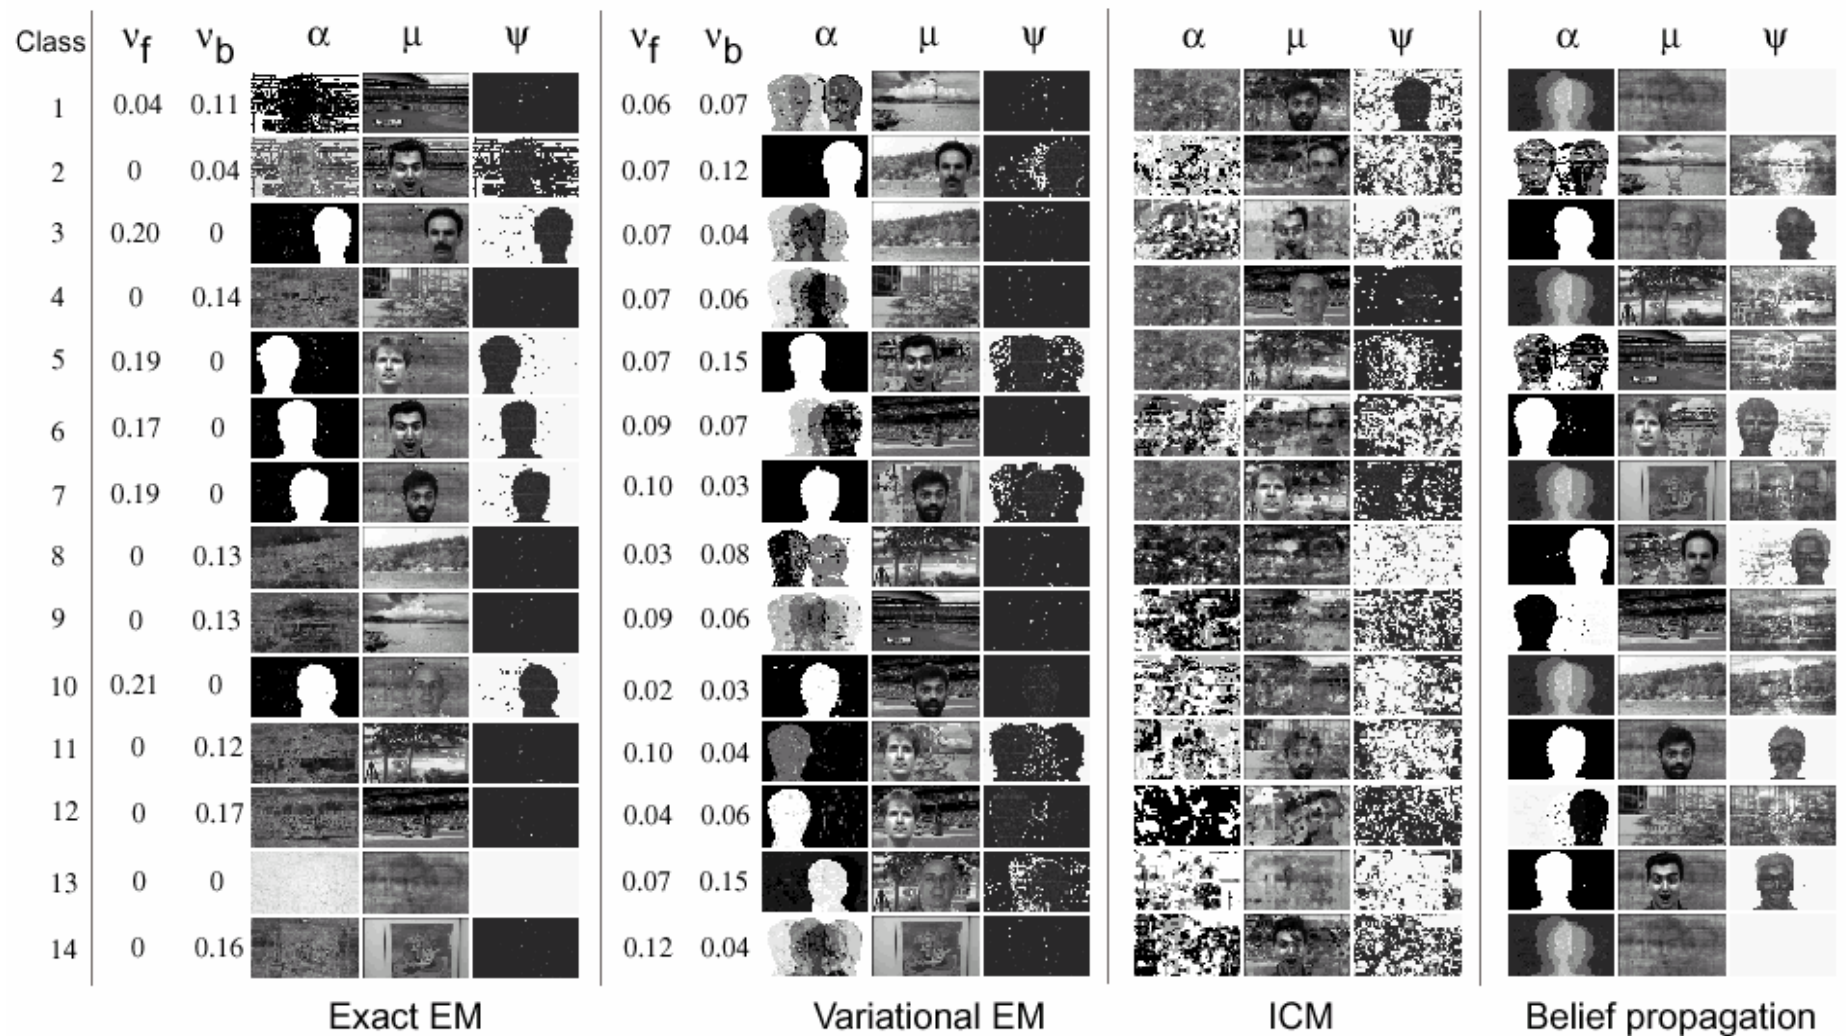 Class νf νb α μ ψ νf νb α μ ψ α μ ψ α μ ψ
1 0.04 0.11 0.06 0.07
2 0 0.04 0.07 0.12
3 0.20 0 0.07 0.04
4 0 0.14 0.07 0.06
5 0.19 0 0.07 0.15
6 0.17 0 0.09 0.07
7 0.19 0 0.10 0.03
8 0 0.13 0.03 0.08
9 0 0.13 0.09 0.06
10 0.21 0 0.02 0.03
11 0 0.12 0.10 0.04
12 0 0.17 0.04 0.06
13 0 0 0.07 0.15
14 0 0.16 0.12 0.04
Exact EM Variational EM ICM Belief propagation